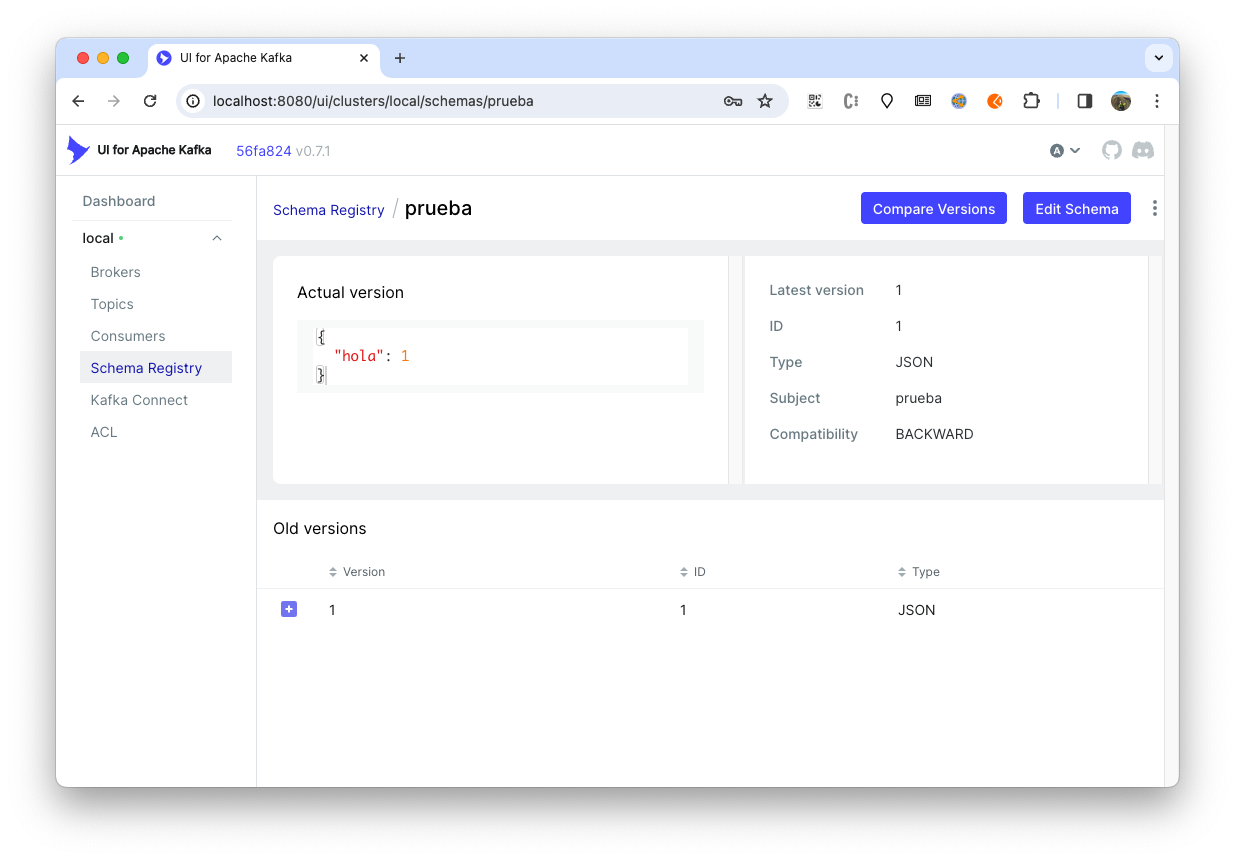 UI for Apache Kafka
localhost:8080/ui/clusters/local/schemas/prueba
UI for Apache Kafka 56fa824 v0.7.1
A
Dashboard
local
Brokers
Topics
Consumers
Schema Registry
Kafka Connect
ACL
Schema Registry / prueba
Compare Versions
Edit Schema
Actual version
{
"hola": 1
}
Latest version 1
ID 1
Type JSON
Subject prueba
Compatibility BACKWARD
Old versions
Version ID Type
1 1 JSON